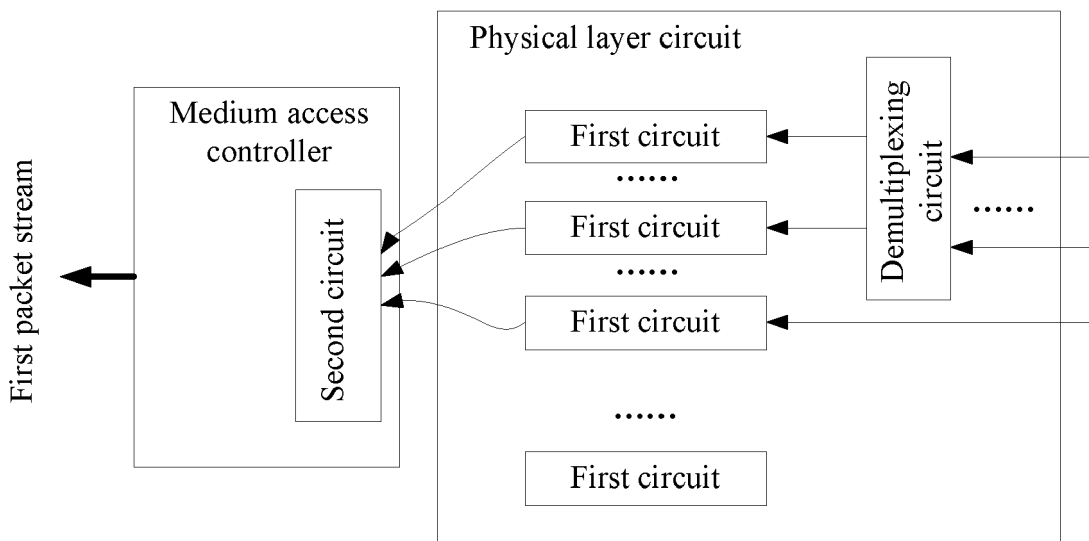 Physical layer circuit
Medium access
controller
First circuit
......
First circuit
......
First circuit
......
First circuit
Demultiplexing
circuit
......
Second circuit
First packet stream